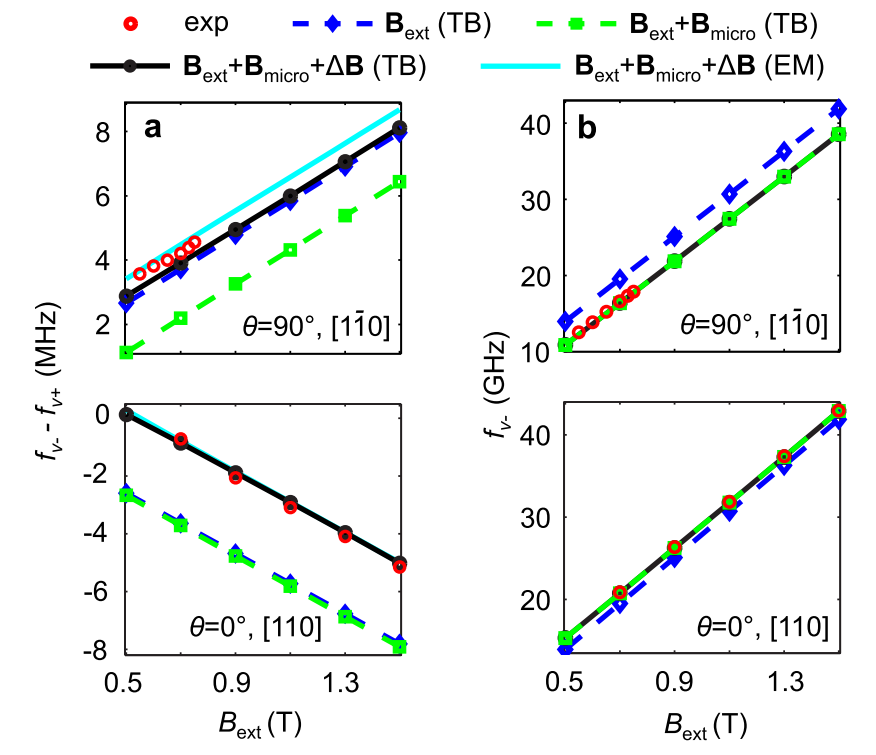 exp B_ext (TB) B_ext+B_micro (TB)
B_ext+B_micro+ΔB (TB) B_ext+B_micro+ΔB (EM)
a
8
6
4
2
θ=90°, [11̅0]
b
40
30
20
10
θ=90°, [11̅0]
f_v- - f_v+ (MHz)
f_v- (GHz)
0
-2
-4
-6
-8
θ=0°, [110]
40
30
20
θ=0°, [110]
0.5 0.9 1.3
0.5 0.9 1.3
B_ext (T)
B_ext (T)